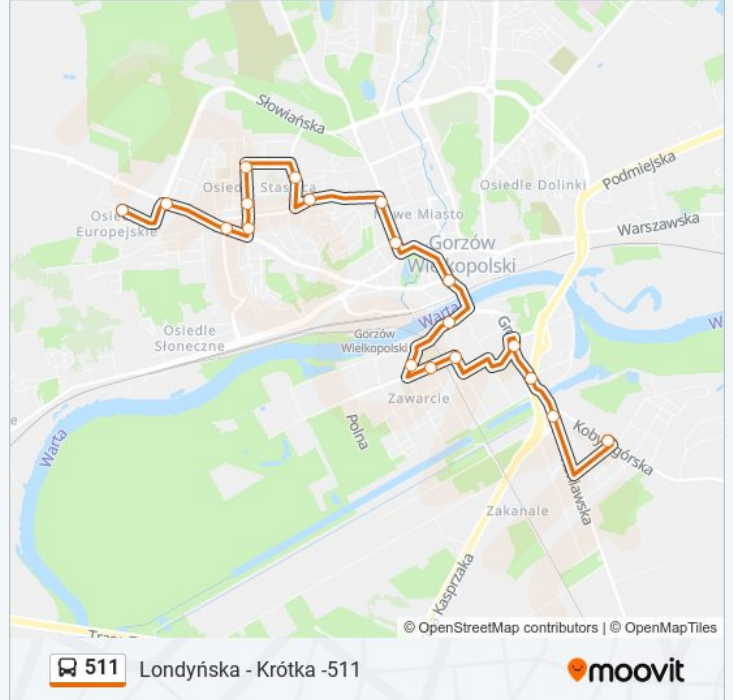 Słowiańska
Podmiejska
Osiedle Staszica
Osiedle Dolinki
Osiedle
Europejskie
Nowe Miasto
Warszawska
Gorzów
Wielkopolski
Warta
Osiedle
Słoneczne
Gorzów
Wielkopolski
Zawarcie
Polna
Warta
Zakanale
Kasprzaka
© OpenStreetMap contributors | © OpenMapTiles
511 Londyńska - Krótka -511
moovit